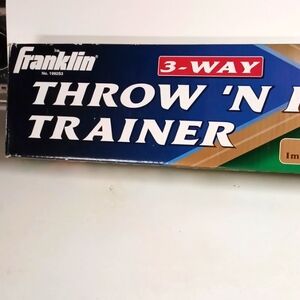 Franklin
3-WAY
THROW 'N
TRAINER